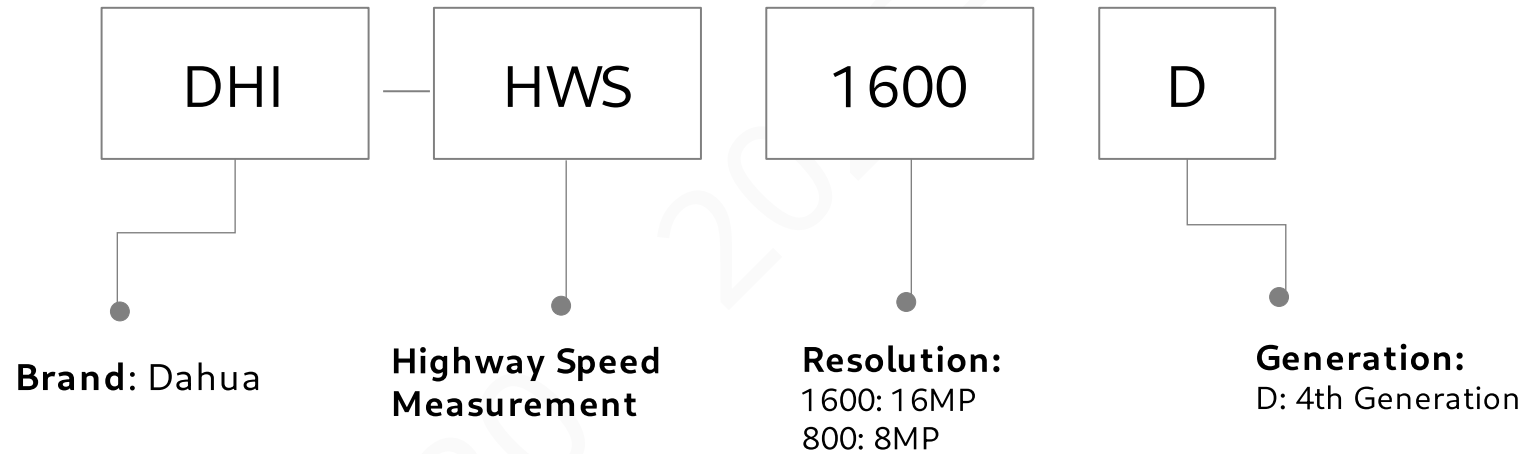 DHI — HWS 1600 D
Brand: Dahua
Highway Speed
Measurement
Resolution:
1600: 16MP
800: 8MP
Generation:
D: 4th Generation